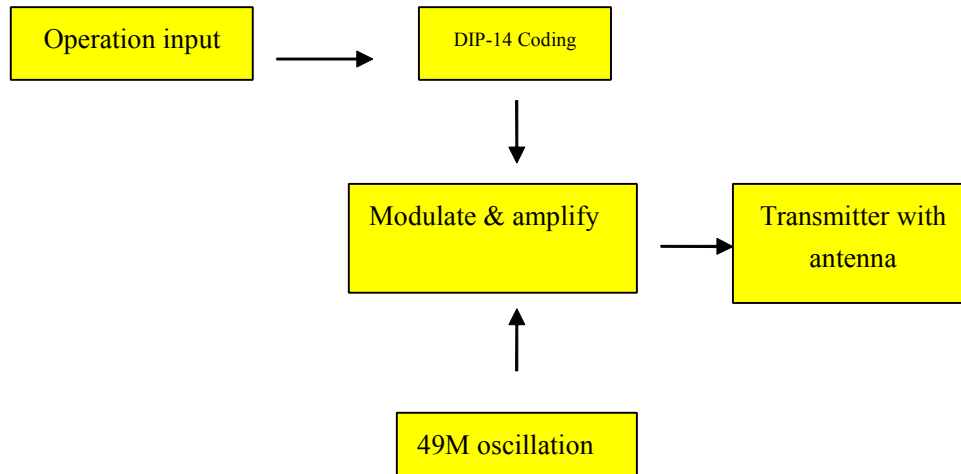 Operation input
DIP-14 Coding
Modulate & amplify
Transmitter with
antenna
49M oscillation